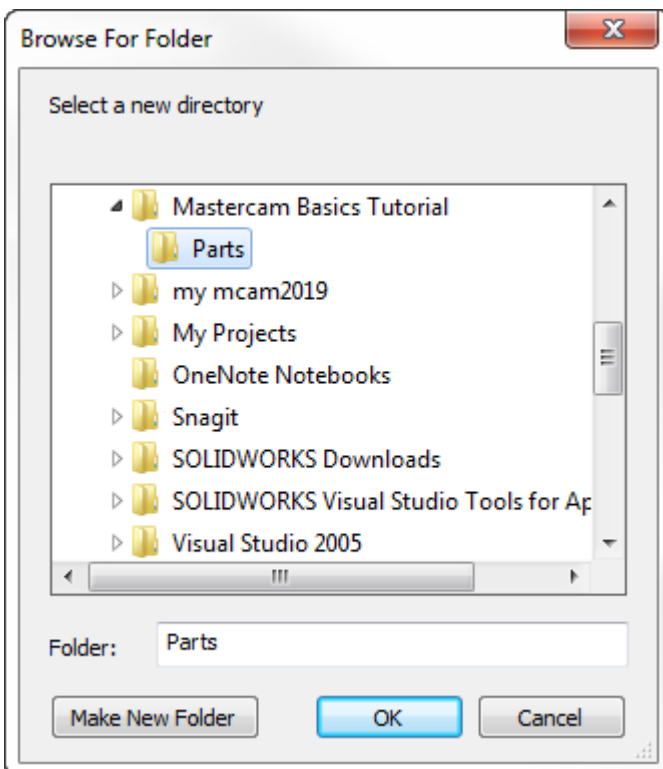 Browse For Folder
Select a new directory
Mastercam Basics Tutorial
Parts
my mcam2019
My Projects
OneNote Notebooks
Snagit
SOLIDWORKS Downloads
SOLIDWORKS Visual Studio Tools for Ap
Visual Studio 2005
Folder: Parts
Make New Folder OK Cancel